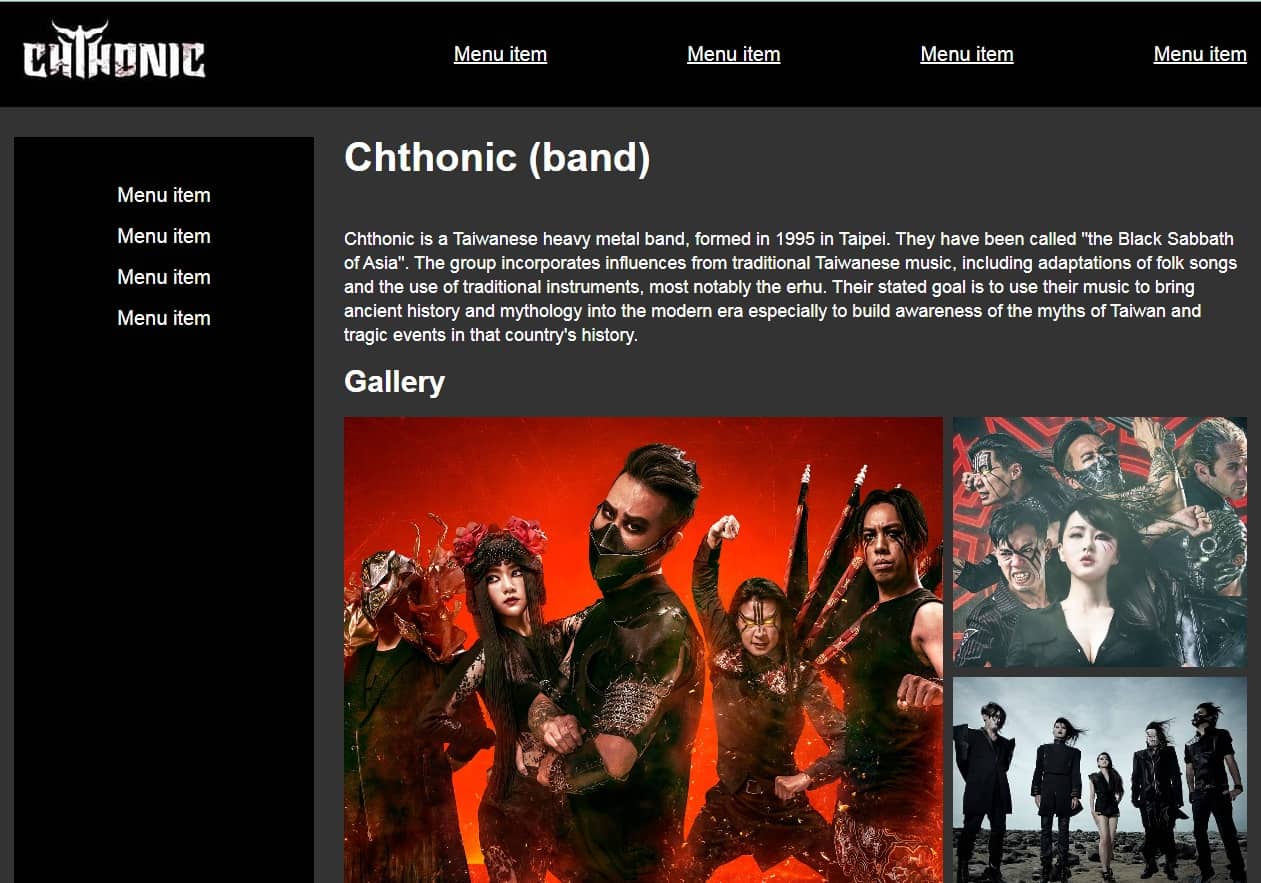 CHTHONIC
Menu item
Menu item
Menu item
Menu item
Menu item
Menu item
Menu item
Menu item
Chthonic (band)
Chthonic is a Taiwanese heavy metal band, formed in 1995 in Taipei. They have been called "the Black Sabbath
of Asia". The group incorporates influences from traditional Taiwanese music, including adaptations of folk songs
and the use of traditional instruments, most notably the erhu. Their stated goal is to use their music to bring
ancient history and mythology into the modern era especially to build awareness of the myths of Taiwan and
tragic events in that country's history.
Gallery